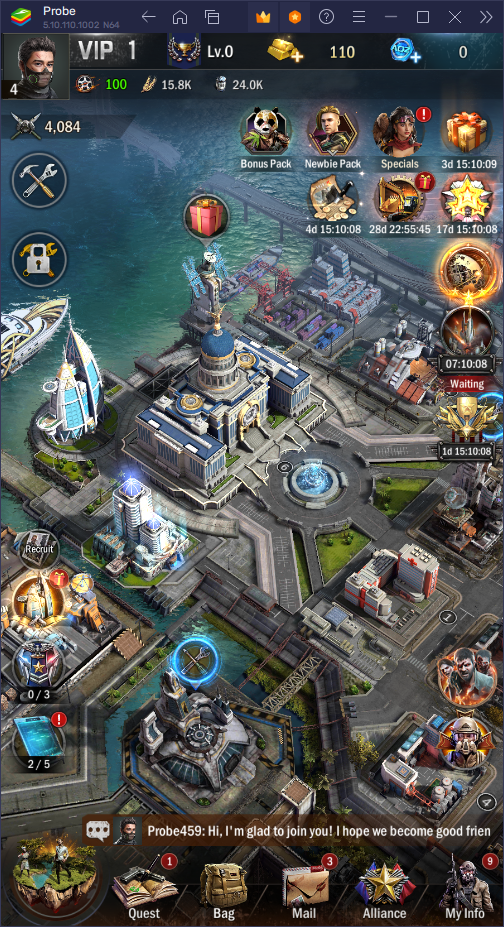 Probe
5.10.110.1002 N64
VIP 1
Lv.0
110
0
4
100
15.8K
24.0K
4,084
Bonus Pack
Newbie Pack
Specials
3d 15:10:09
4d 15:10:08
28d 22:55:45
17d 15:10:08
07:10:08
Waiting
1d 15:10:08
Recruit
0 / 3
2 / 5
Probe459: Hi, I'm glad to join you! I hope we become good frien
1
3
9
Quest
Bag
Mail
Alliance
My Info